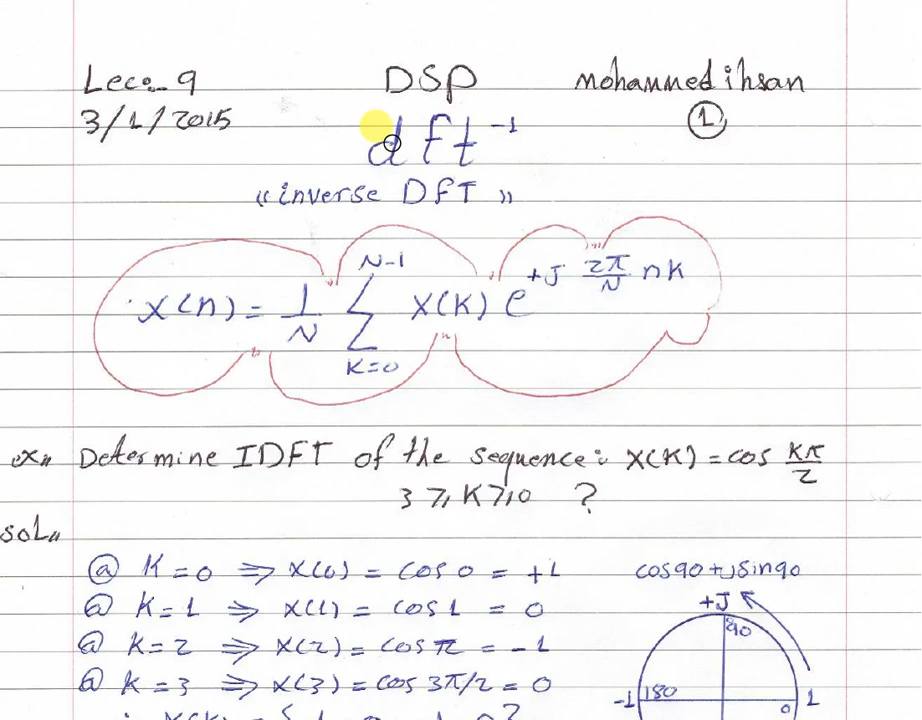 Lec:- 9 DSP mohammed ihsan
3/1/2015 1
dft⁻¹
"inverse DFT"
x(n) = 1/N Σ_{K=0}^{N-1} X(K) e^{+J 2π/N nK}
ex" Determine IDFT of the sequence: X(K) = cos Kπ/2
3 ≥ K ≥ 0 ?
sol"
@ K=0 ⇒ X(0) = cos 0 = +1 cos90+jsin90
@ K=1 ⇒ X(1) = cos 1 = 0 +J
@ K=2 ⇒ X(2) = cos π = -1 90
@ K=3 ⇒ X(3) = cos 3π/2 = 0 -1 180 0 1